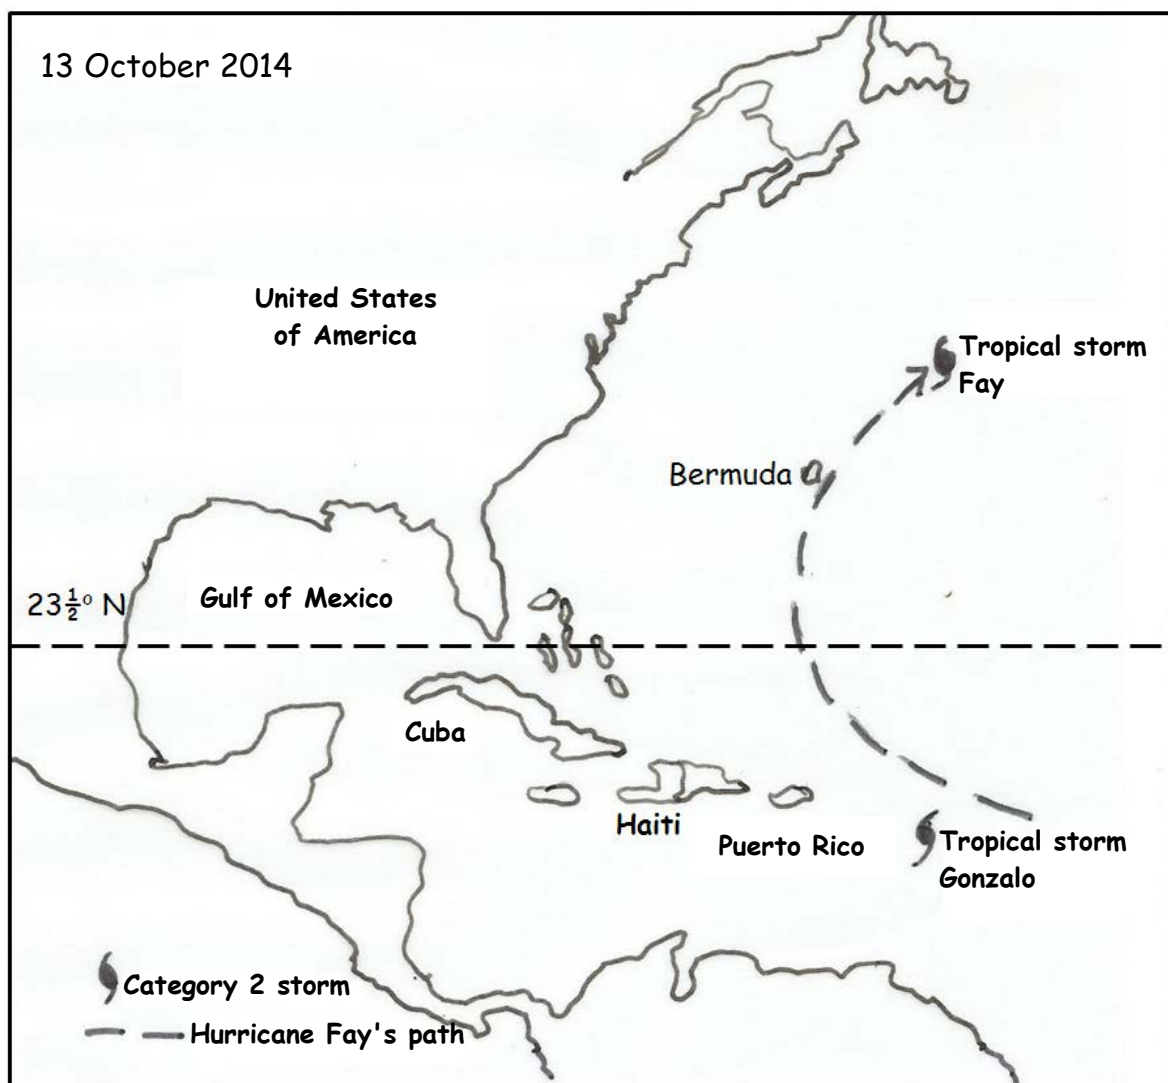 13 October 2014
United States
of America
Tropical storm
Fay
Bermuda
23½° N
Gulf of Mexico
Cuba
Haiti
Puerto Rico
Tropical storm
Gonzalo
Category 2 storm
Hurricane Fay's path